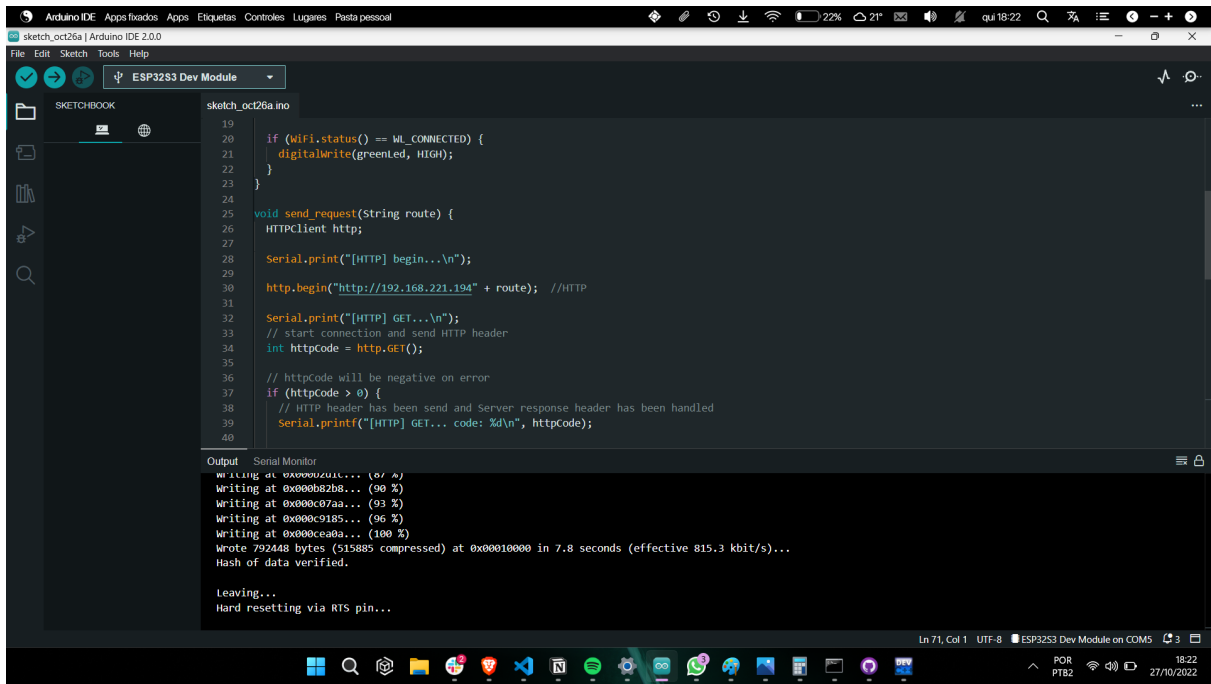 Arduino IDE Apps fixados Apps Etiquetas Controles Lugares Pasta pessoal 22% 21° qui 18:22
sketch_oct26a | Arduino IDE 2.0.0
File Edit Sketch Tools Help
ESP32S3 Dev Module
SKETCHBOOK
sketch_oct26a.ino
19
20 if (WiFi.status() == WL_CONNECTED) {
21 digitalWrite(greenLed, HIGH);
22 }
23 }
24
25 void send_request(String route) {
26 HTTPClient http;
27
28 Serial.print("[HTTP] begin...\n");
29
30 http.begin("http://192.168.221.194" + route); //HTTP
31
32 Serial.print("[HTTP] GET...\n");
33 // start connection and send HTTP header
34 int httpCode = http.GET();
35
36 // httpCode will be negative on error
37 if (httpCode > 0) {
38 // HTTP header has been send and Server response header has been handled
39 Serial.printf("[HTTP] GET... code: %d\n", httpCode);
40
Output Serial Monitor
Writing at 0x000b2d1c... (87 %)
Writing at 0x000b82b8... (90 %)
Writing at 0x000c07aa... (93 %)
Writing at 0x000c9185... (96 %)
Writing at 0x000cea0a... (100 %)
Wrote 792448 bytes (515885 compressed) at 0x00010000 in 7.8 seconds (effective 815.3 kbit/s)...
Hash of data verified.
Leaving...
Hard resetting via RTS pin...
Ln 71, Col 1 UTF-8 ESP32S3 Dev Module on COM5 3
2 3 DEV POR 18:22
PTB2 27/10/2022